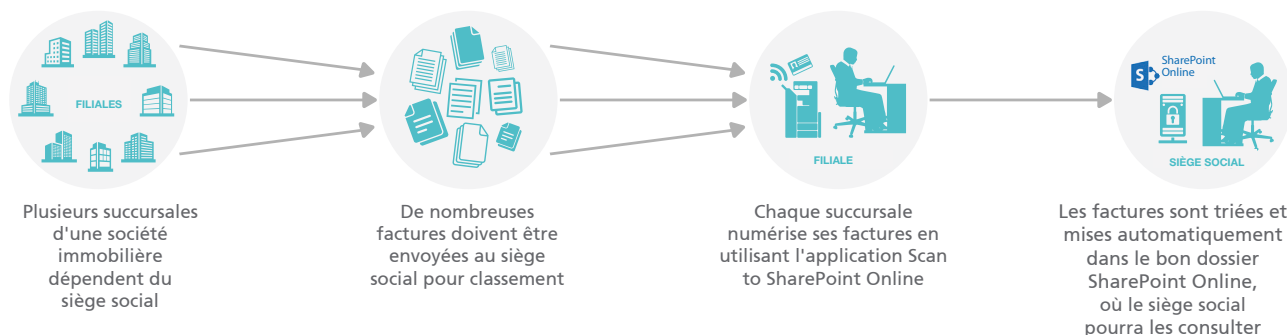 FILIALES
Plusieurs succursales
d'une société
immobilière
dépendent du
siège social
De nombreuses
factures doivent être
envoyées au siège
social pour classement
FILIALE
Chaque succursale
numérise ses factures en
utilisant l'application Scan
to SharePoint Online
S
SharePoint
Online
SIÈGE SOCIAL
Les factures sont triées et
mises automatiquement
dans le bon dossier
SharePoint Online,
où le siège social
pourra les consulter